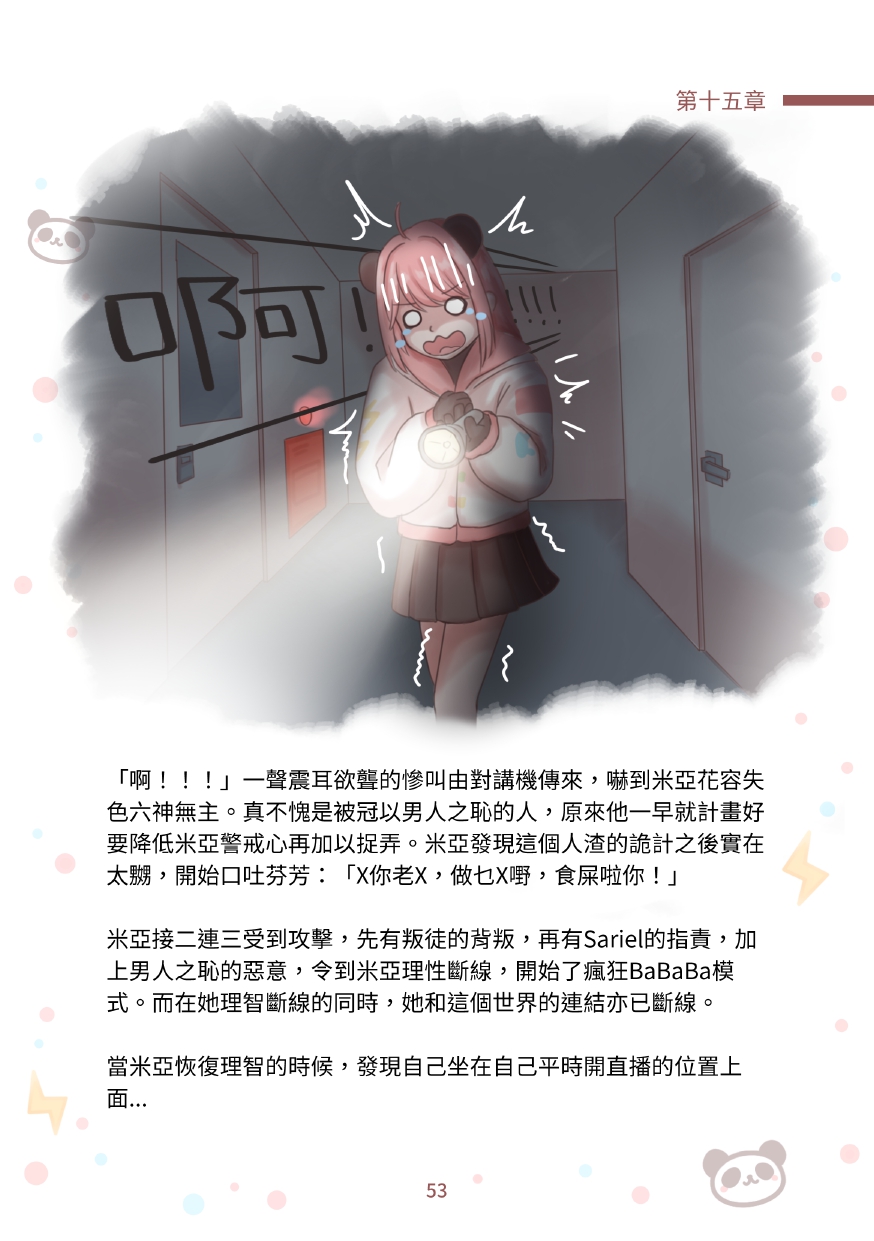 第十五章
啊!!!!!
「啊！！！」一聲震耳欲聾的慘叫由對講機傳來，嚇到米亞花容失
色六神無主。真不愧是被冠以男人之恥的人，原來他一早就計畫好
要降低米亞警戒心再加以捉弄。米亞發現這個人渣的詭計之後實在
太嬲，開始口吐芬芳：「X你老X，做乜X嘢，食屎啦你！」
米亞接二連三受到攻擊，先有叛徒的背叛，再有Sariel的指責，加
上男人之恥的惡意，令到米亞理性斷線，開始了瘋狂BaBaBa模
式。而在她理智斷線的同時，她和這個世界的連結亦已斷線。
當米亞恢復理智的時候，發現自己坐在自己平時開直播的位置上
面...
53